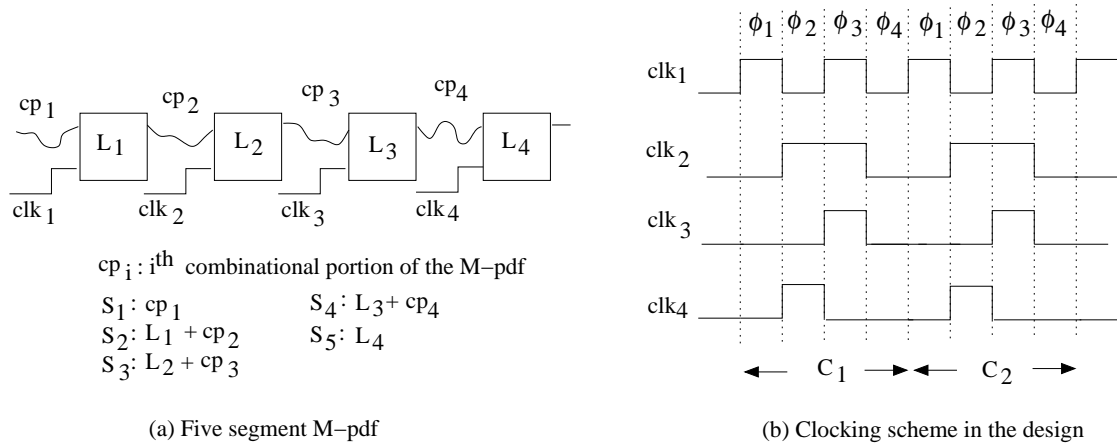 cp₁ cp₂ cp₃ cp₄
L₁ L₂ L₃ L₄
clk₁ clk₂ clk₃ clk₄
cpᵢ : iᵗʰ combinational portion of the M–pdf
S₁: cp₁ S₄: L₃+ cp₄
S₂: L₁ + cp₂ S₅: L₄
S₃: L₂ + cp₃
(a) Five segment M–pdf
ϕ₁ ϕ₂ ϕ₃ ϕ₄ ϕ₁ ϕ₂ ϕ₃ ϕ₄
clk₁
clk₂
clk₃
clk₄
C₁ C₂
(b) Clocking scheme in the design